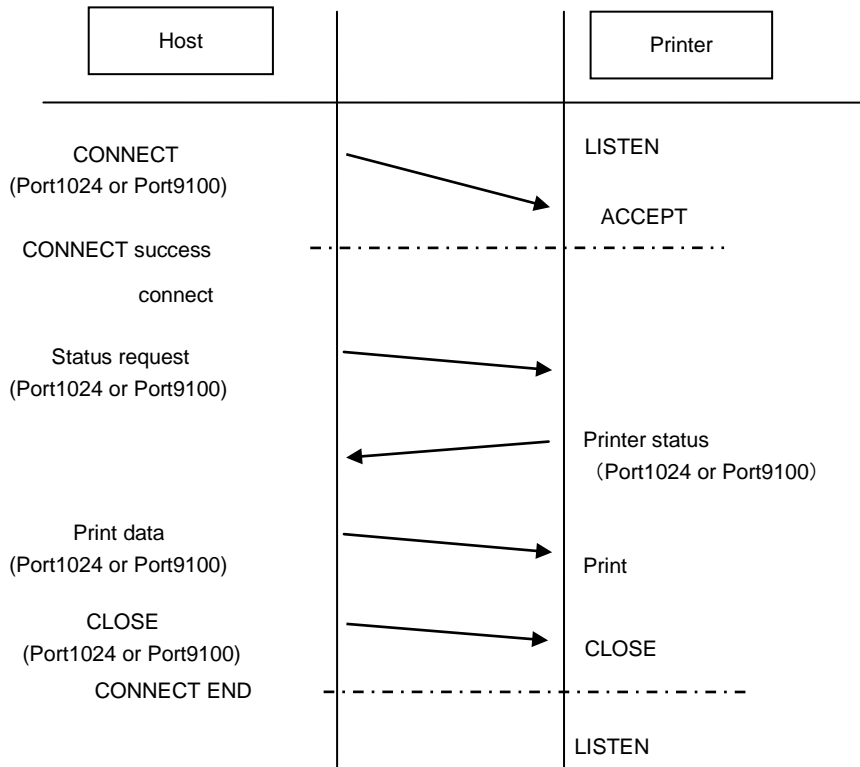 Host
Printer
CONNECT
(Port1024 or Port9100)
LISTEN
ACCEPT
CONNECT success
connect
Status request
(Port1024 or Port9100)
Printer status
（Port1024 or Port9100）
Print data
(Port1024 or Port9100)
Print
CLOSE
(Port1024 or Port9100)
CLOSE
CONNECT END
LISTEN